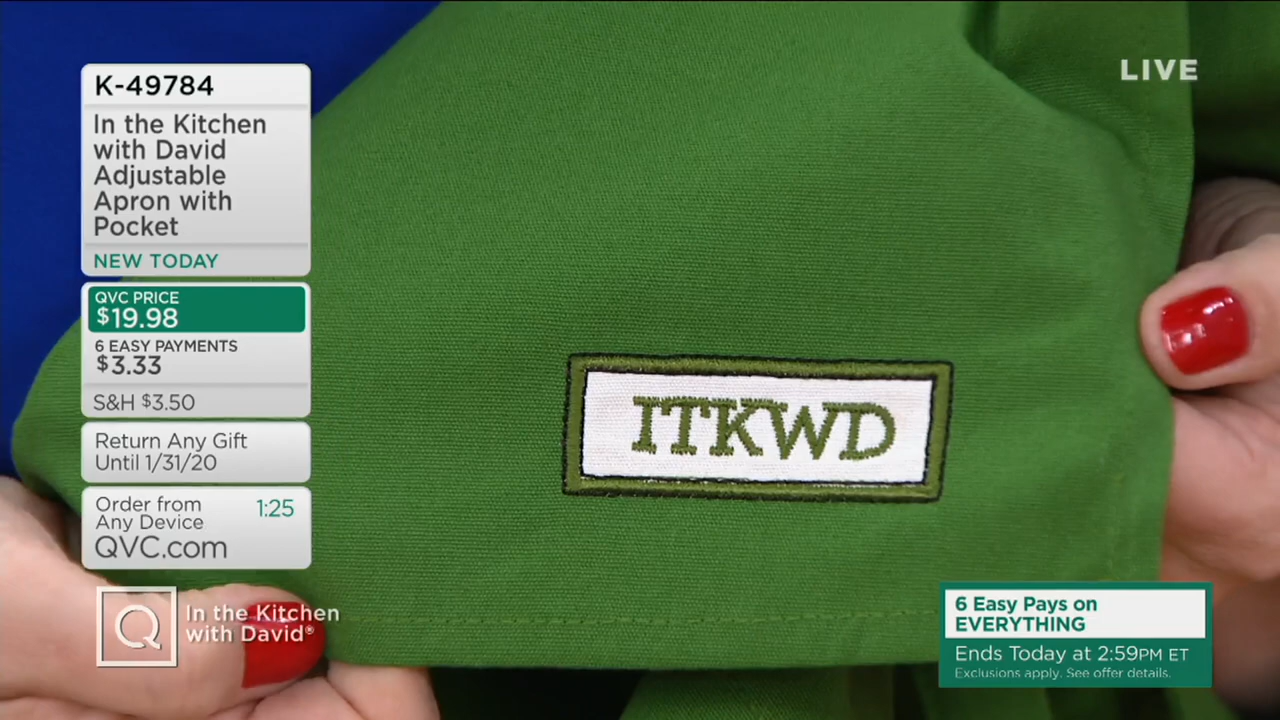 K-49784
In the Kitchen
with David
Adjustable
Apron with
Pocket
NEW TODAY
QVC PRICE
$19.98
6 EASY PAYMENTS
$3.33
S&H $3.50
Return Any Gift
Until 1/31/20
Order from
Any Device
1:25
QVC.com
Q
In the Kitchen
with David®
LIVE
ITKWD
6 Easy Pays on
EVERYTHING
Ends Today at 2:59PM ET
Exclusions apply. See offer details.